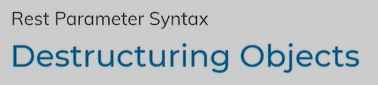 Rest Parameter Syntax
Destructuring Objects